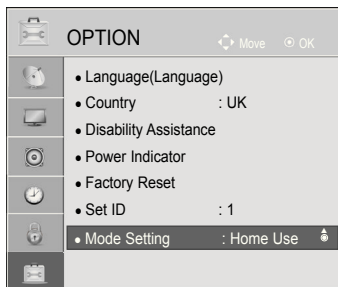 OPTION
Move OK
• Language(Language)
• Country : UK
• Disability Assistance
• Power Indicator
• Factory Reset
• Set ID : 1
• Mode Setting : Home Use